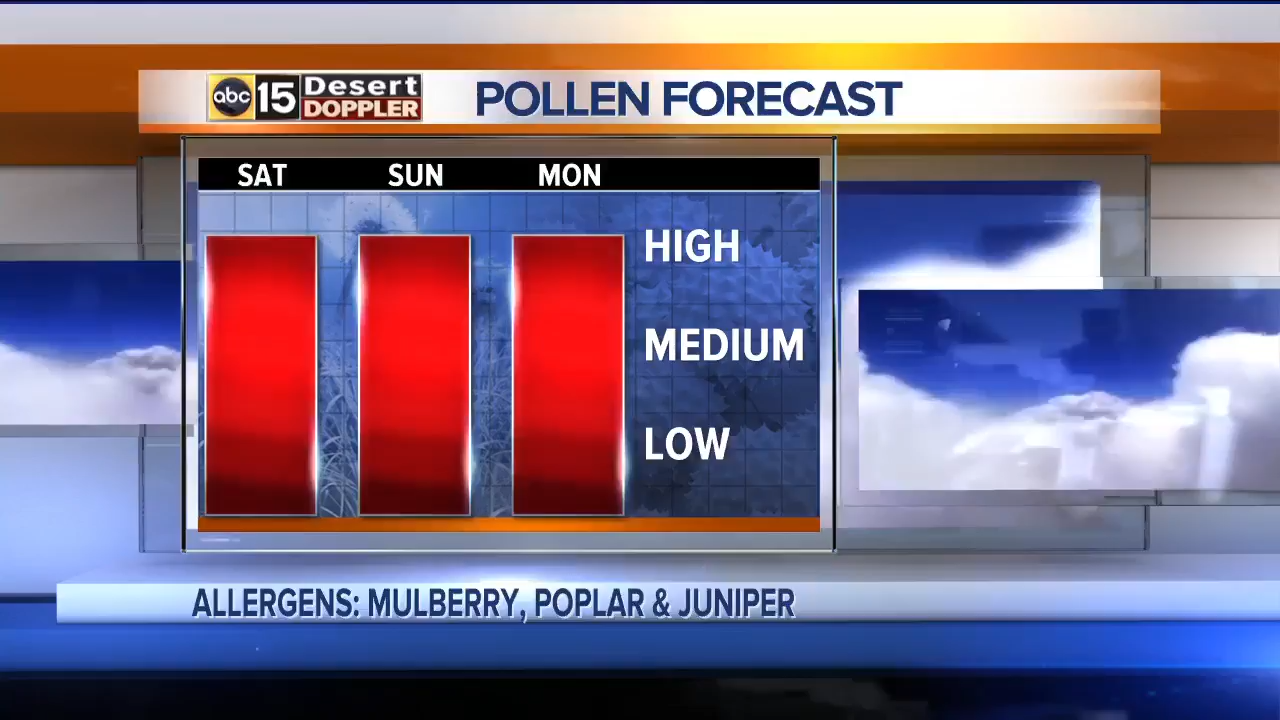 abc 15 Desert DOPPLER
POLLEN FORECAST
SAT SUN MON
HIGH
MEDIUM
LOW
ALLERGENS: MULBERRY, POPLAR & JUNIPER